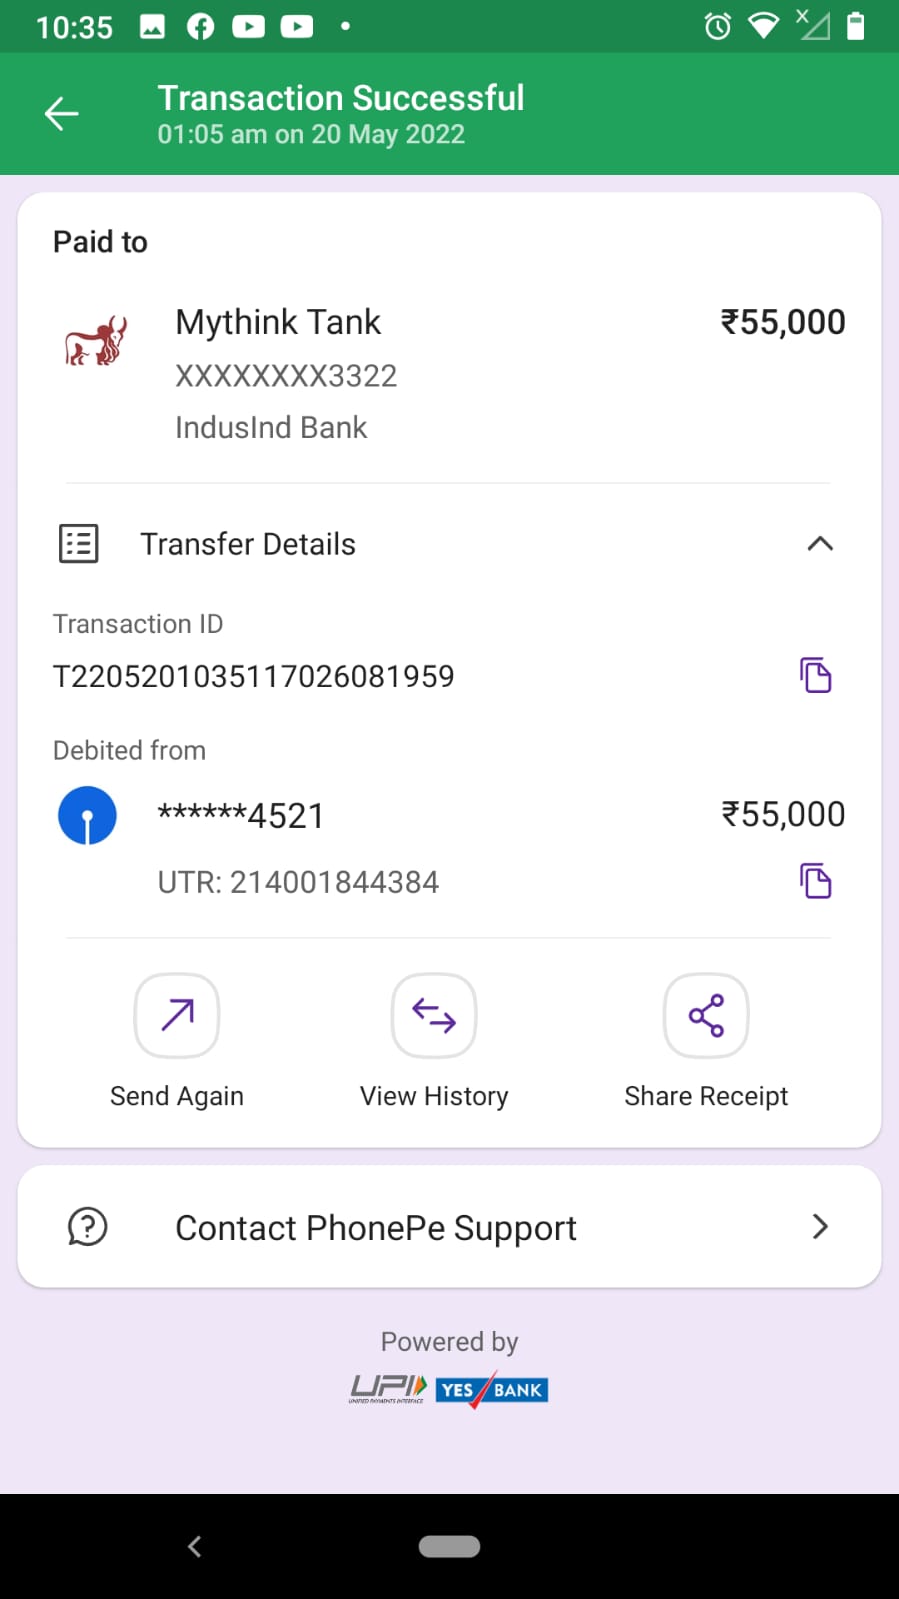 10:35
Transaction Successful
01:05 am on 20 May 2022
Paid to
Mythink Tank
₹55,000
XXXXXXXX3322
IndusInd Bank
Transfer Details
Transaction ID
T2205201035117026081959
Debited from
******4521
₹55,000
UTR: 214001844384
Send Again
View History
Share Receipt
Contact PhonePe Support
Powered by
UPI YES BANK
UNIFIED PAYMENTS INTERFACE